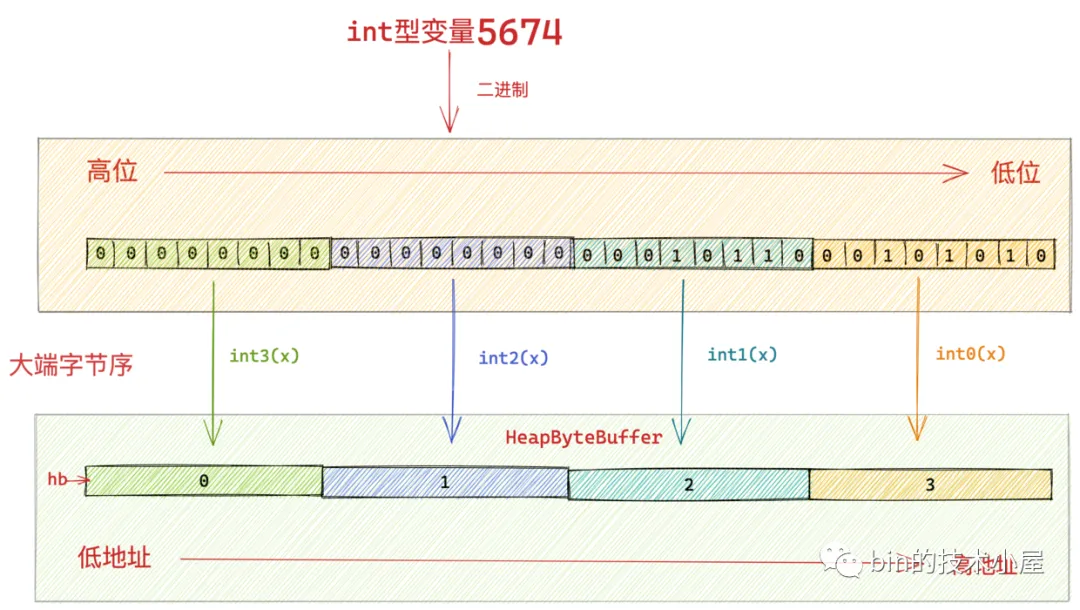 int型变量5674
二进制
高位 低位
0 0 0 0 0 0 0 0 0 0 0 0 0 0 0 0 0 0 0 1 0 1 1 0 0 0 1 0 1 0 1 0
大端字节序 int3(x) int2(x) int1(x) int0(x)
HeapByteBuffer
hb 0 1 2 3
低地址 高地址
bin的技术小屋